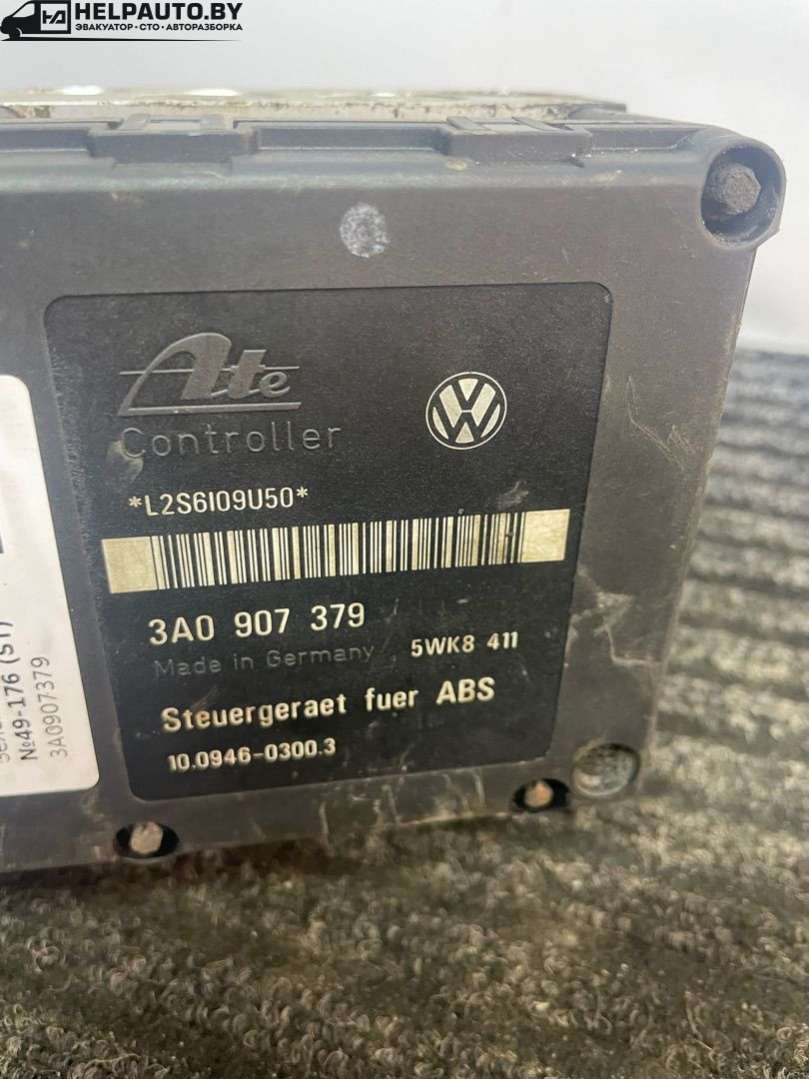 HELPAUTO.BY
ЭВАКУАТОР•СТО•АВТОРАЗБОРКА
Ate
Controller
*L2S6I09U50*
3A0 907 379
Made in Germany 5WK8 411
Steuergeraet fuer ABS
10.0946-0300.3
№49-176 (ST)
3A0907379